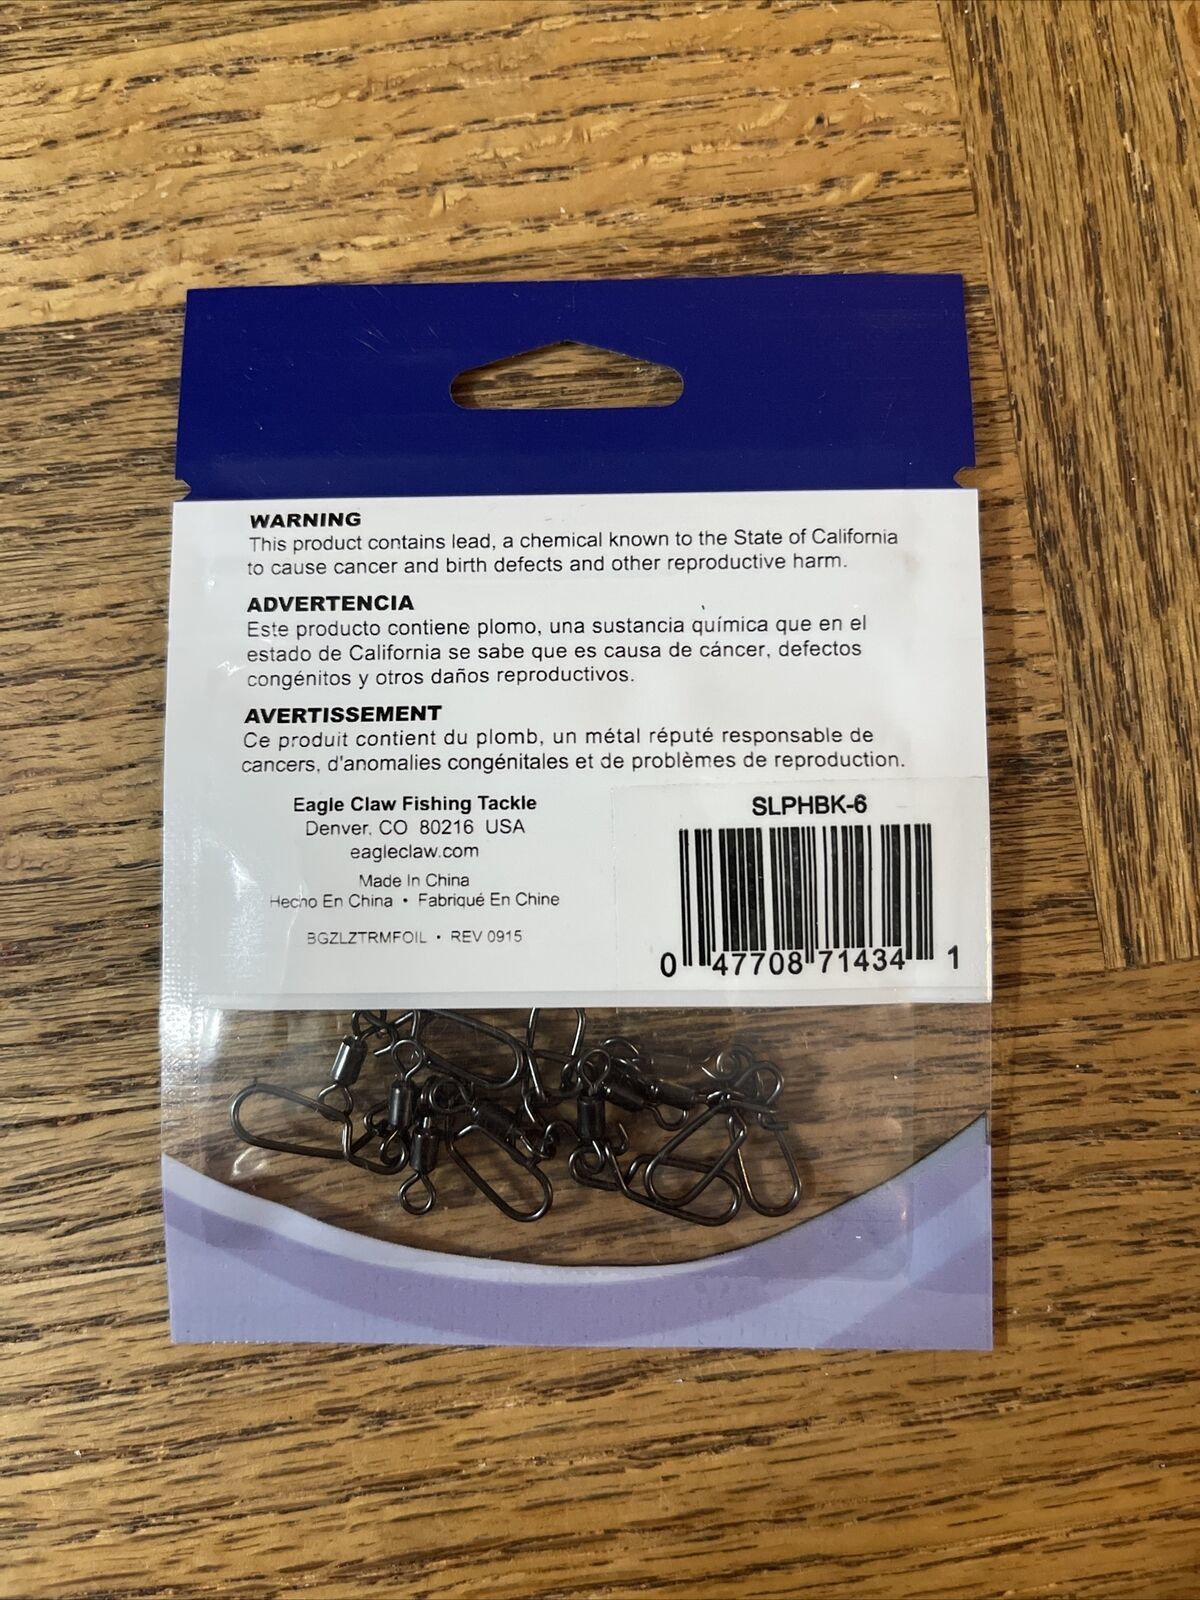 WARNING
This product contains lead, a chemical known to the State of California
to cause cancer and birth defects and other reproductive harm.
ADVERTENCIA
Este producto contiene plomo, una sustancia química que en el
estado de California se sabe que es causa de cáncer, defectos
congénitos y otros daños reproductivos.
AVERTISSEMENT
Ce produit contient du plomb, un métal réputé responsable de
cancers, d'anomalies congénitales et de problèmes de reproduction.
Eagle Claw Fishing Tackle
Denver, CO 80216 USA
eagleclaw.com
Made In China
Hecho En China • Fabriqué En Chine
BGZLZTRMFOIL • REV 0915
SLPHBK-6
0 47708 71434 1